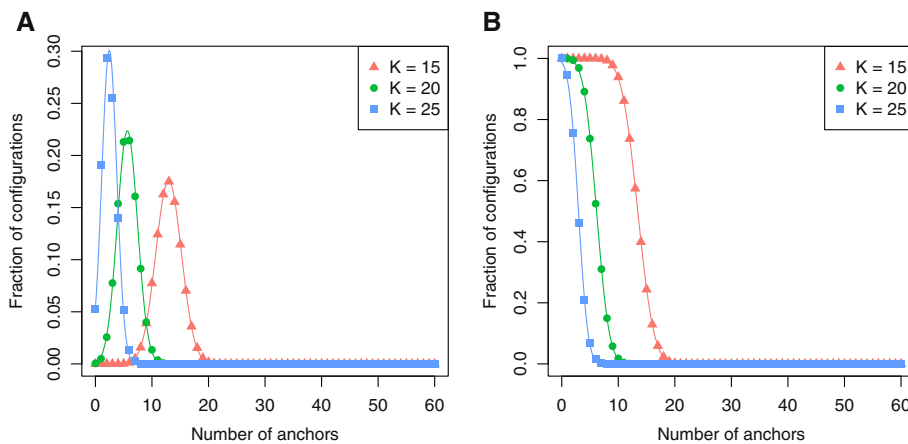 A
Fraction of configurations
0.30
0.25
0.20
0.15
0.10
0.05
0.00
0 10 20 30 40 50 60
Number of anchors
K = 15
K = 20
K = 25
B
Fraction of configurations
1.0
0.8
0.6
0.4
0.2
0.0
0 10 20 30 40 50 60
Number of anchors
K = 15
K = 20
K = 25